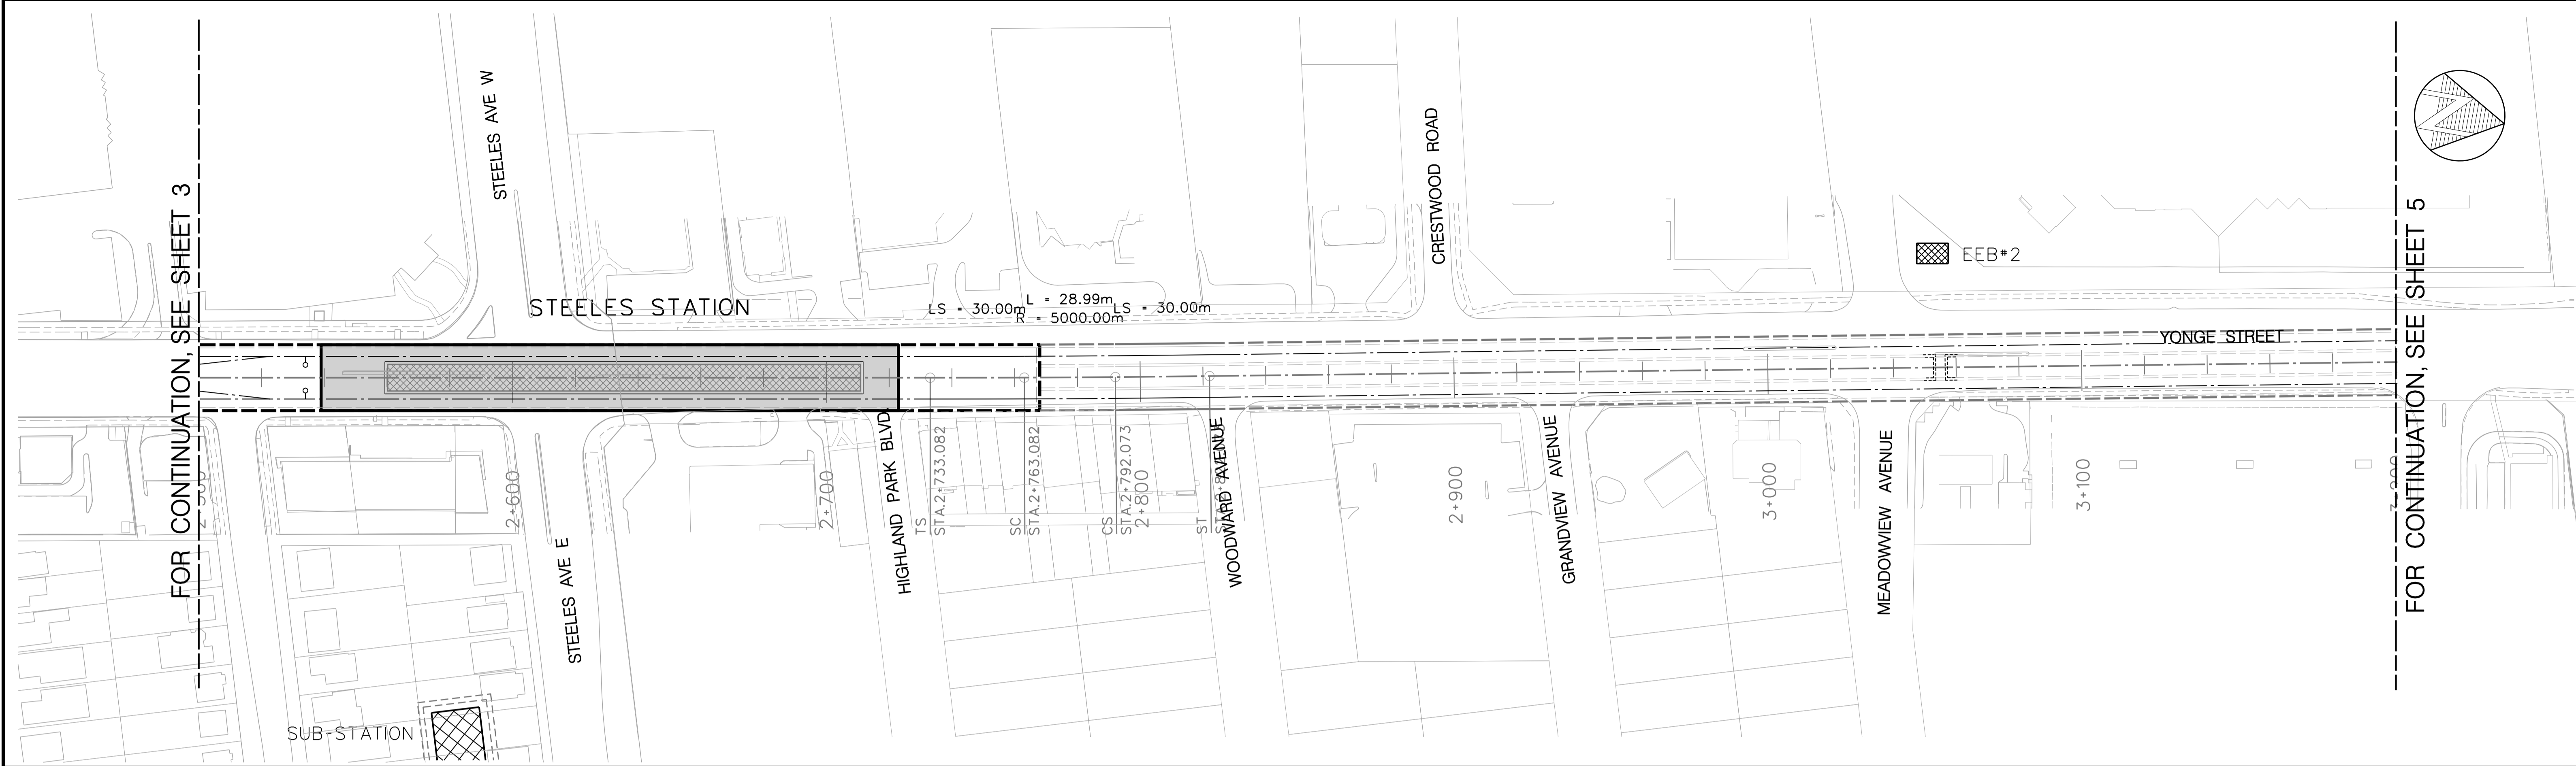 FOR CONTINUATION, SEE SHEET 3
STEELES AVE W
STEELES STATION
LS = 30.00m
L = 28.99m
R = 5000.00m
LS = 30.00m
CRESTWOOD ROAD
EEB#2
YONGE STREET
FOR CONTINUATION, SEE SHEET 5
2+600
2+700
HIGHLAND PARK BLVD.
TS
STA.2+733.082
SC
STA.2+763.082
CS
STA.2+792.073
2+800
ST
WOODWARD AVENUE
2+900
GRANDVIEW AVENUE
3+000
MEADOWVIEW AVENUE
3+100
STEELES AVE E
SUB-STATION